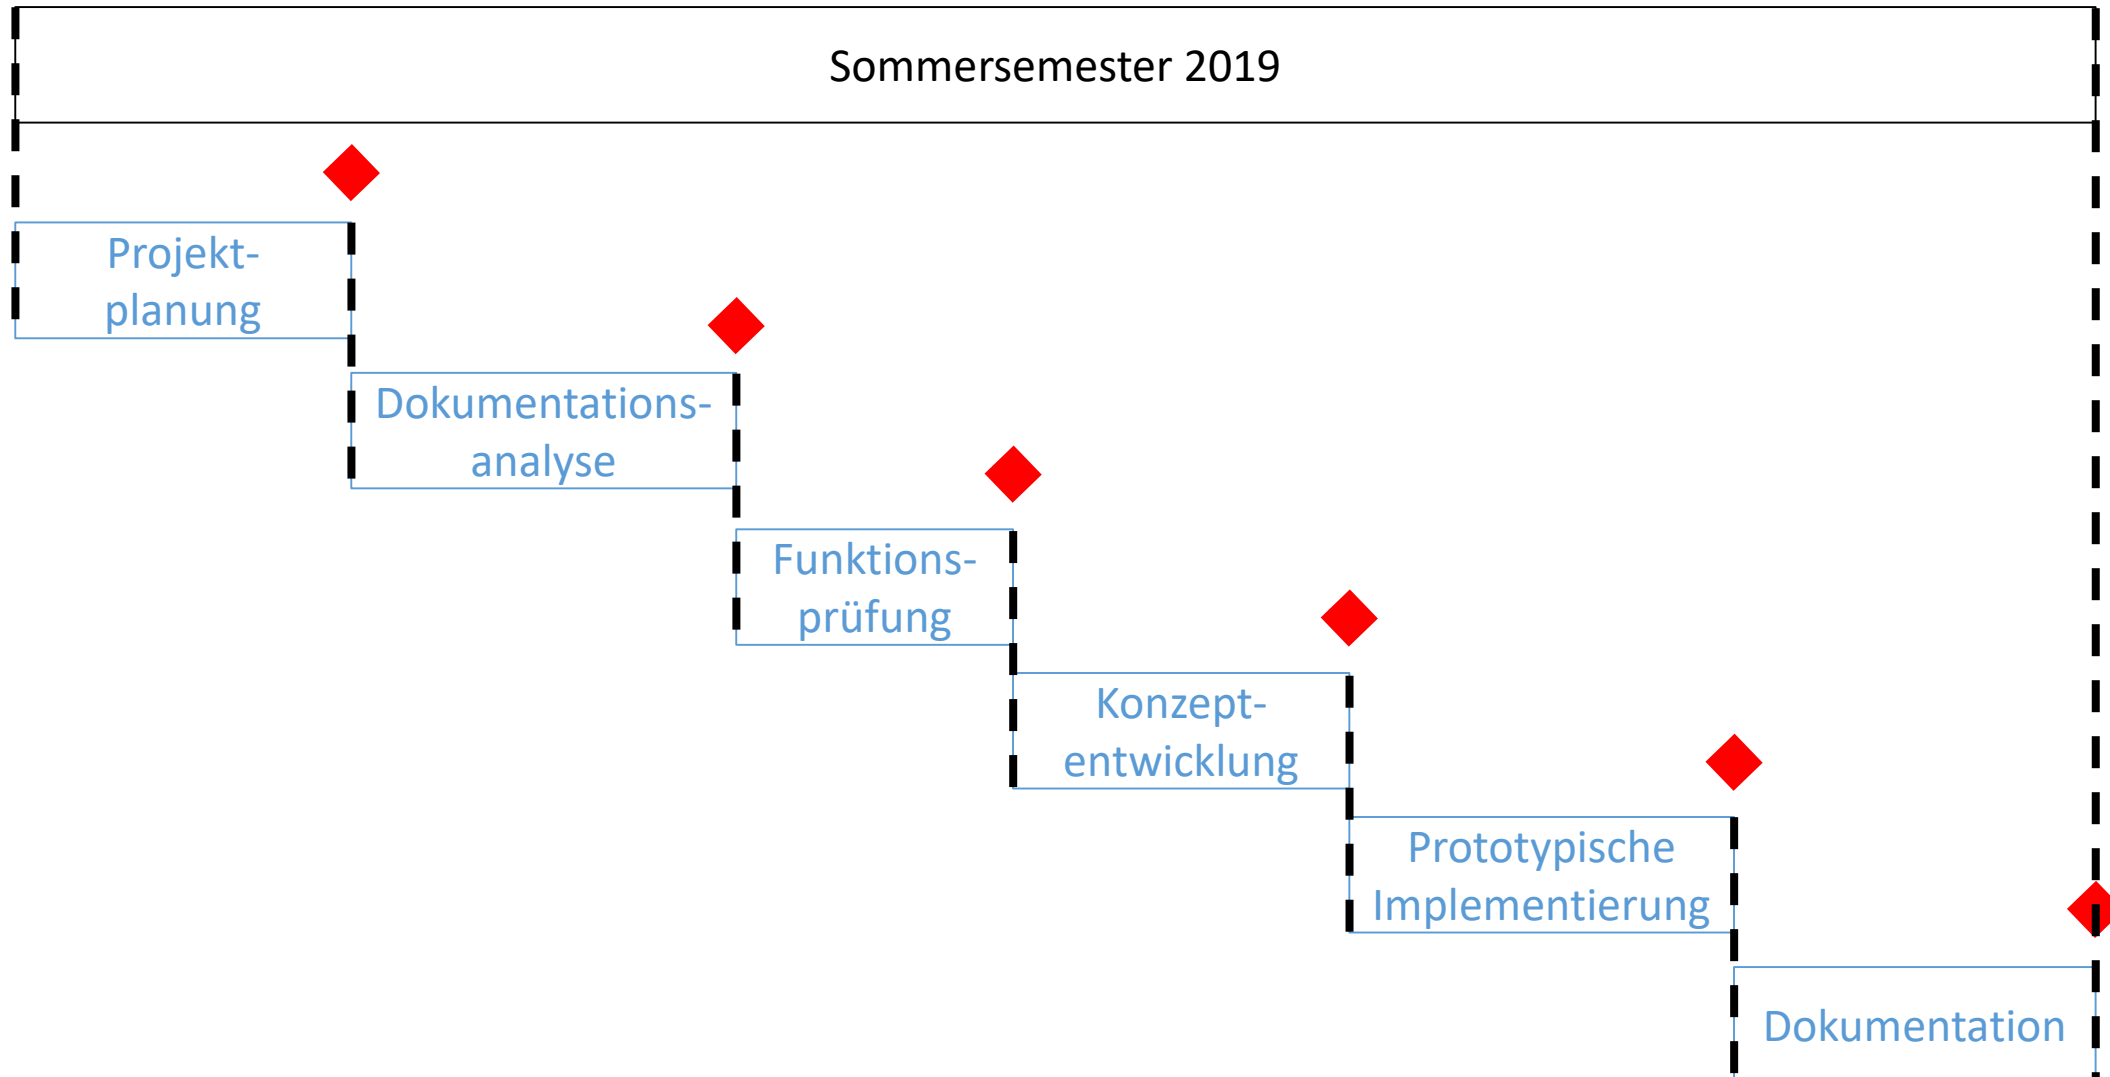 Sommersemester 2019
Projekt-
planung
Dokumentations-
analyse
Funktions-
prüfung
Konzept-
entwicklung
Prototypische
Implementierung
Dokumentation